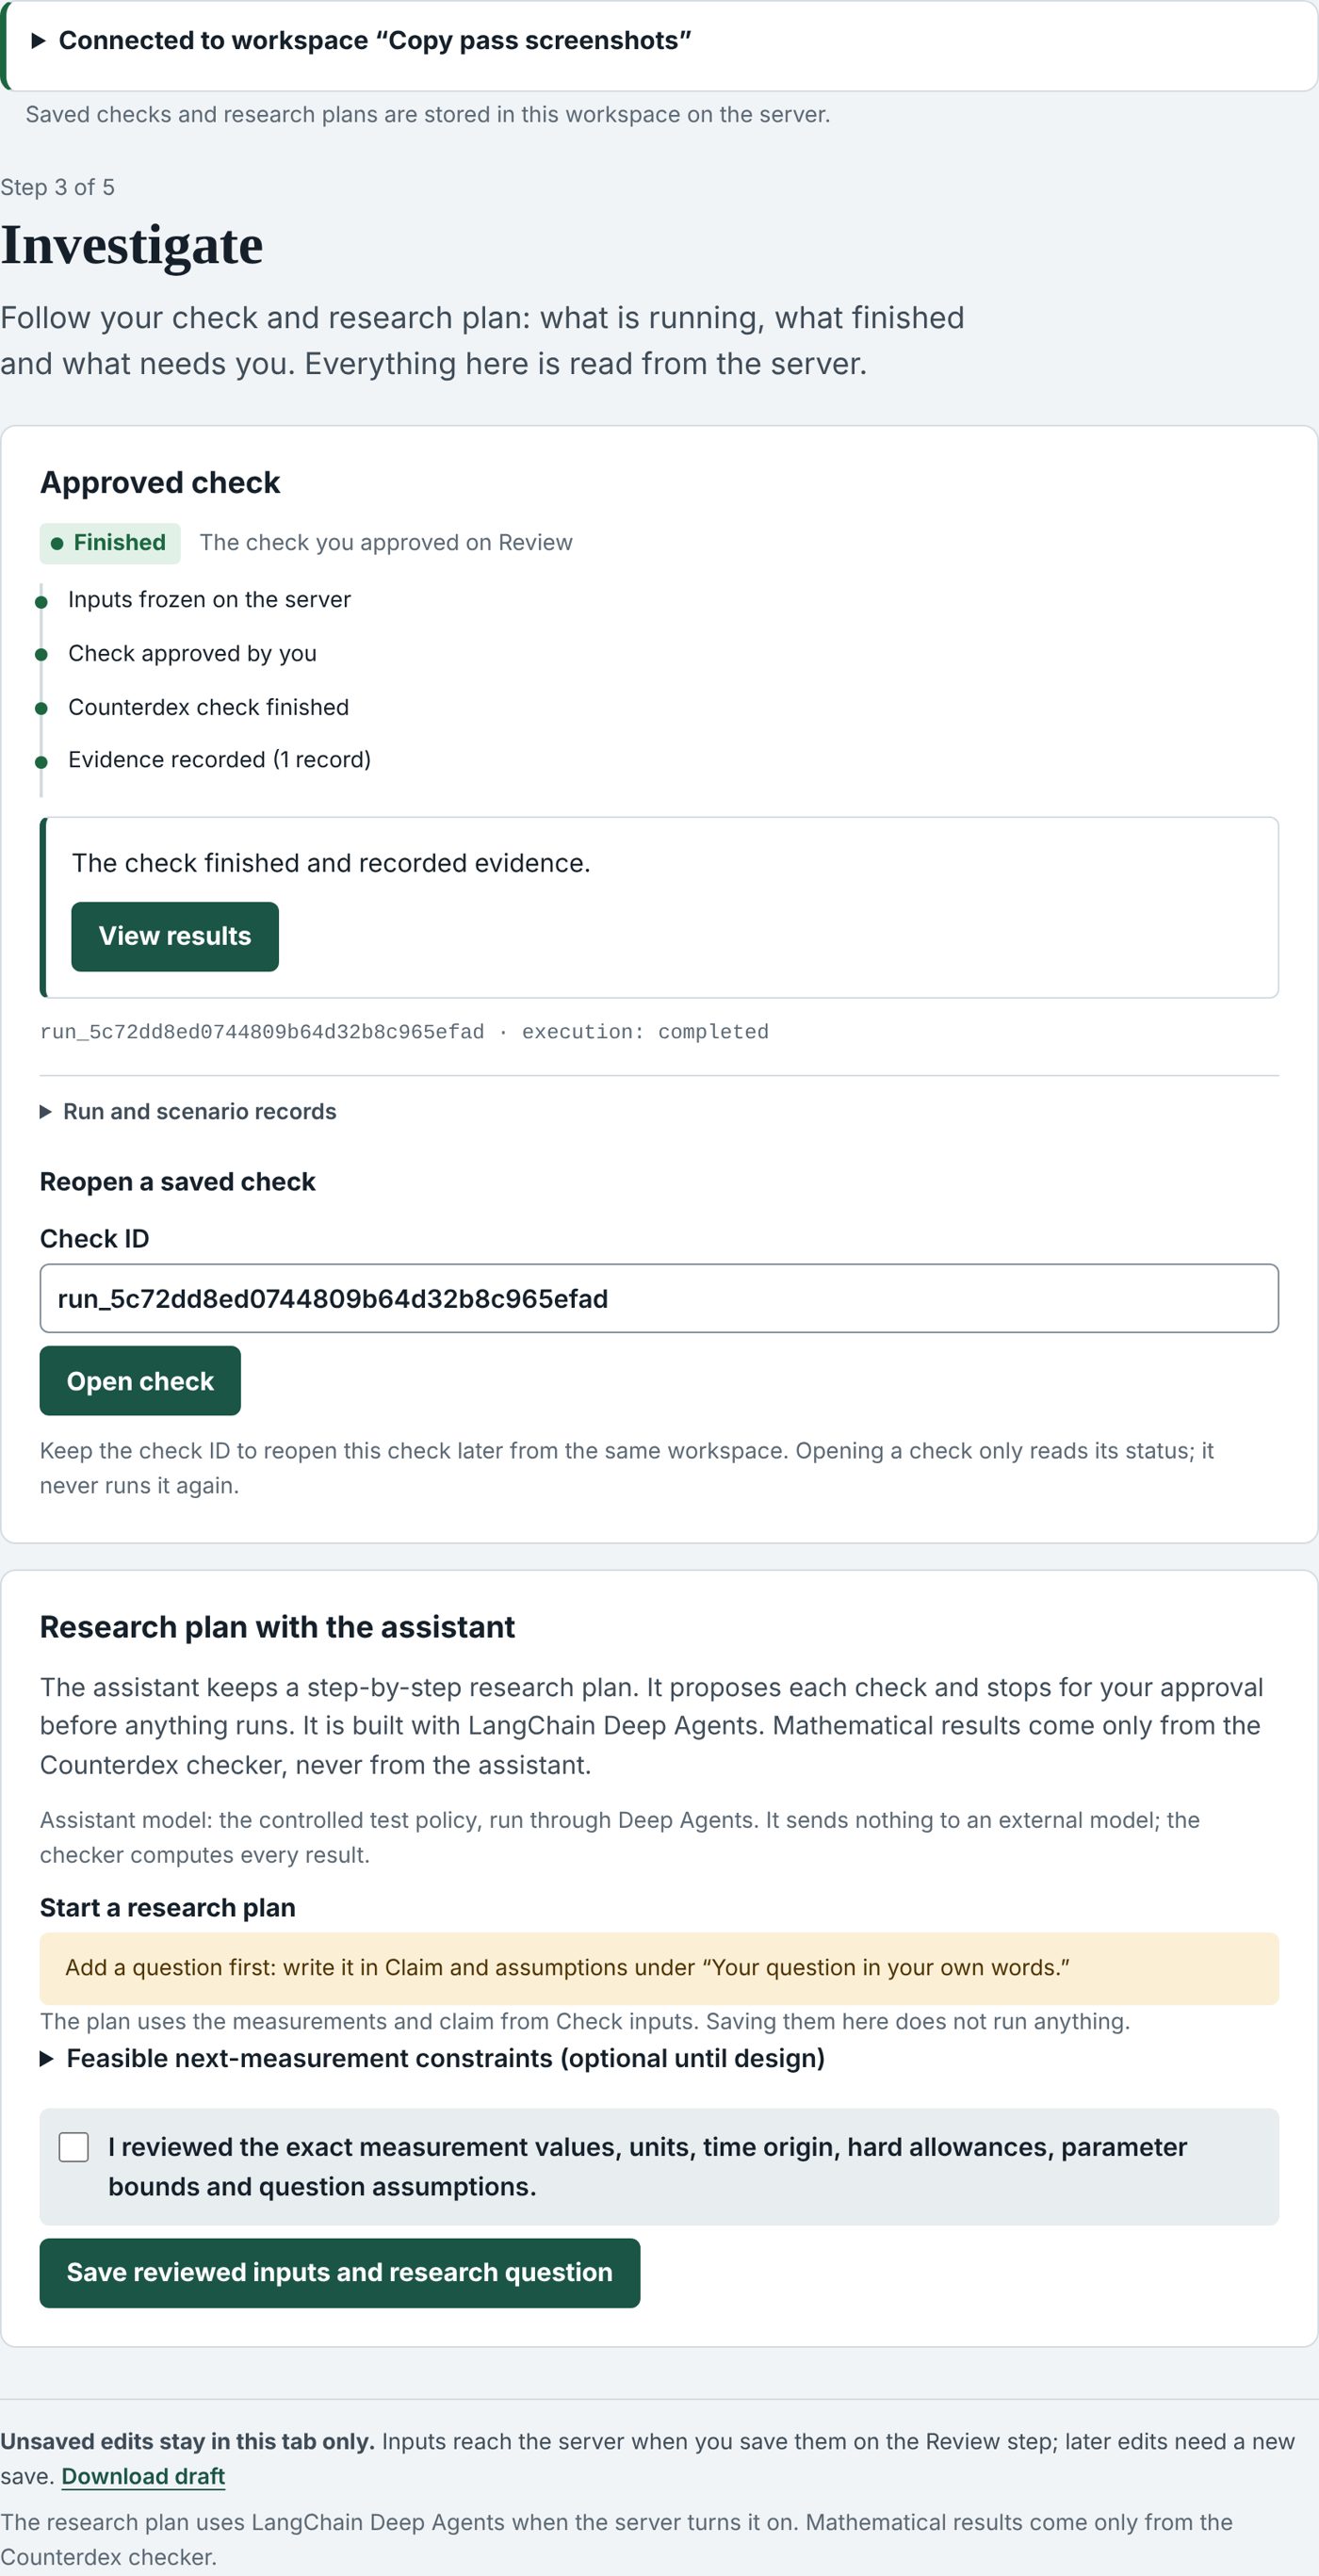 Connected to workspace “Copy pass screenshots”
Saved checks and research plans are stored in this workspace on the server.
Step 3 of 5
Investigate
Follow your check and research plan: what is running, what finished
and what needs you. Everything here is read from the server.
Approved check
Finished The check you approved on Review
Inputs frozen on the server
Check approved by you
Counterdex check finished
Evidence recorded (1 record)
The check finished and recorded evidence.
View results
run_5c72dd8ed0744809b64d32b8c965efad · execution: completed
Run and scenario records
Reopen a saved check
Check ID
run_5c72dd8ed0744809b64d32b8c965efad
Open check
Keep the check ID to reopen this check later from the same workspace. Opening a check only reads its status; it
never runs it again.
Research plan with the assistant
The assistant keeps a step-by-step research plan. It proposes each check and stops for your approval
before anything runs. It is built with LangChain Deep Agents. Mathematical results come only from the
Counterdex checker, never from the assistant.
Assistant model: the controlled test policy, run through Deep Agents. It sends nothing to an external model; the
checker computes every result.
Start a research plan
Add a question first: write it in Claim and assumptions under “Your question in your own words.”
The plan uses the measurements and claim from Check inputs. Saving them here does not run anything.
Feasible next-measurement constraints (optional until design)
I reviewed the exact measurement values, units, time origin, hard allowances, parameter
bounds and question assumptions.
Save reviewed inputs and research question
Unsaved edits stay in this tab only. Inputs reach the server when you save them on the Review step; later edits need a new
save. Download draft
The research plan uses LangChain Deep Agents when the server turns it on. Mathematical results come only from the
Counterdex checker.